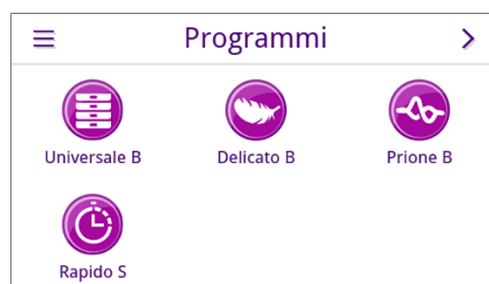 Programmi
Universale B
Delicato B
Prione B
Rapido S